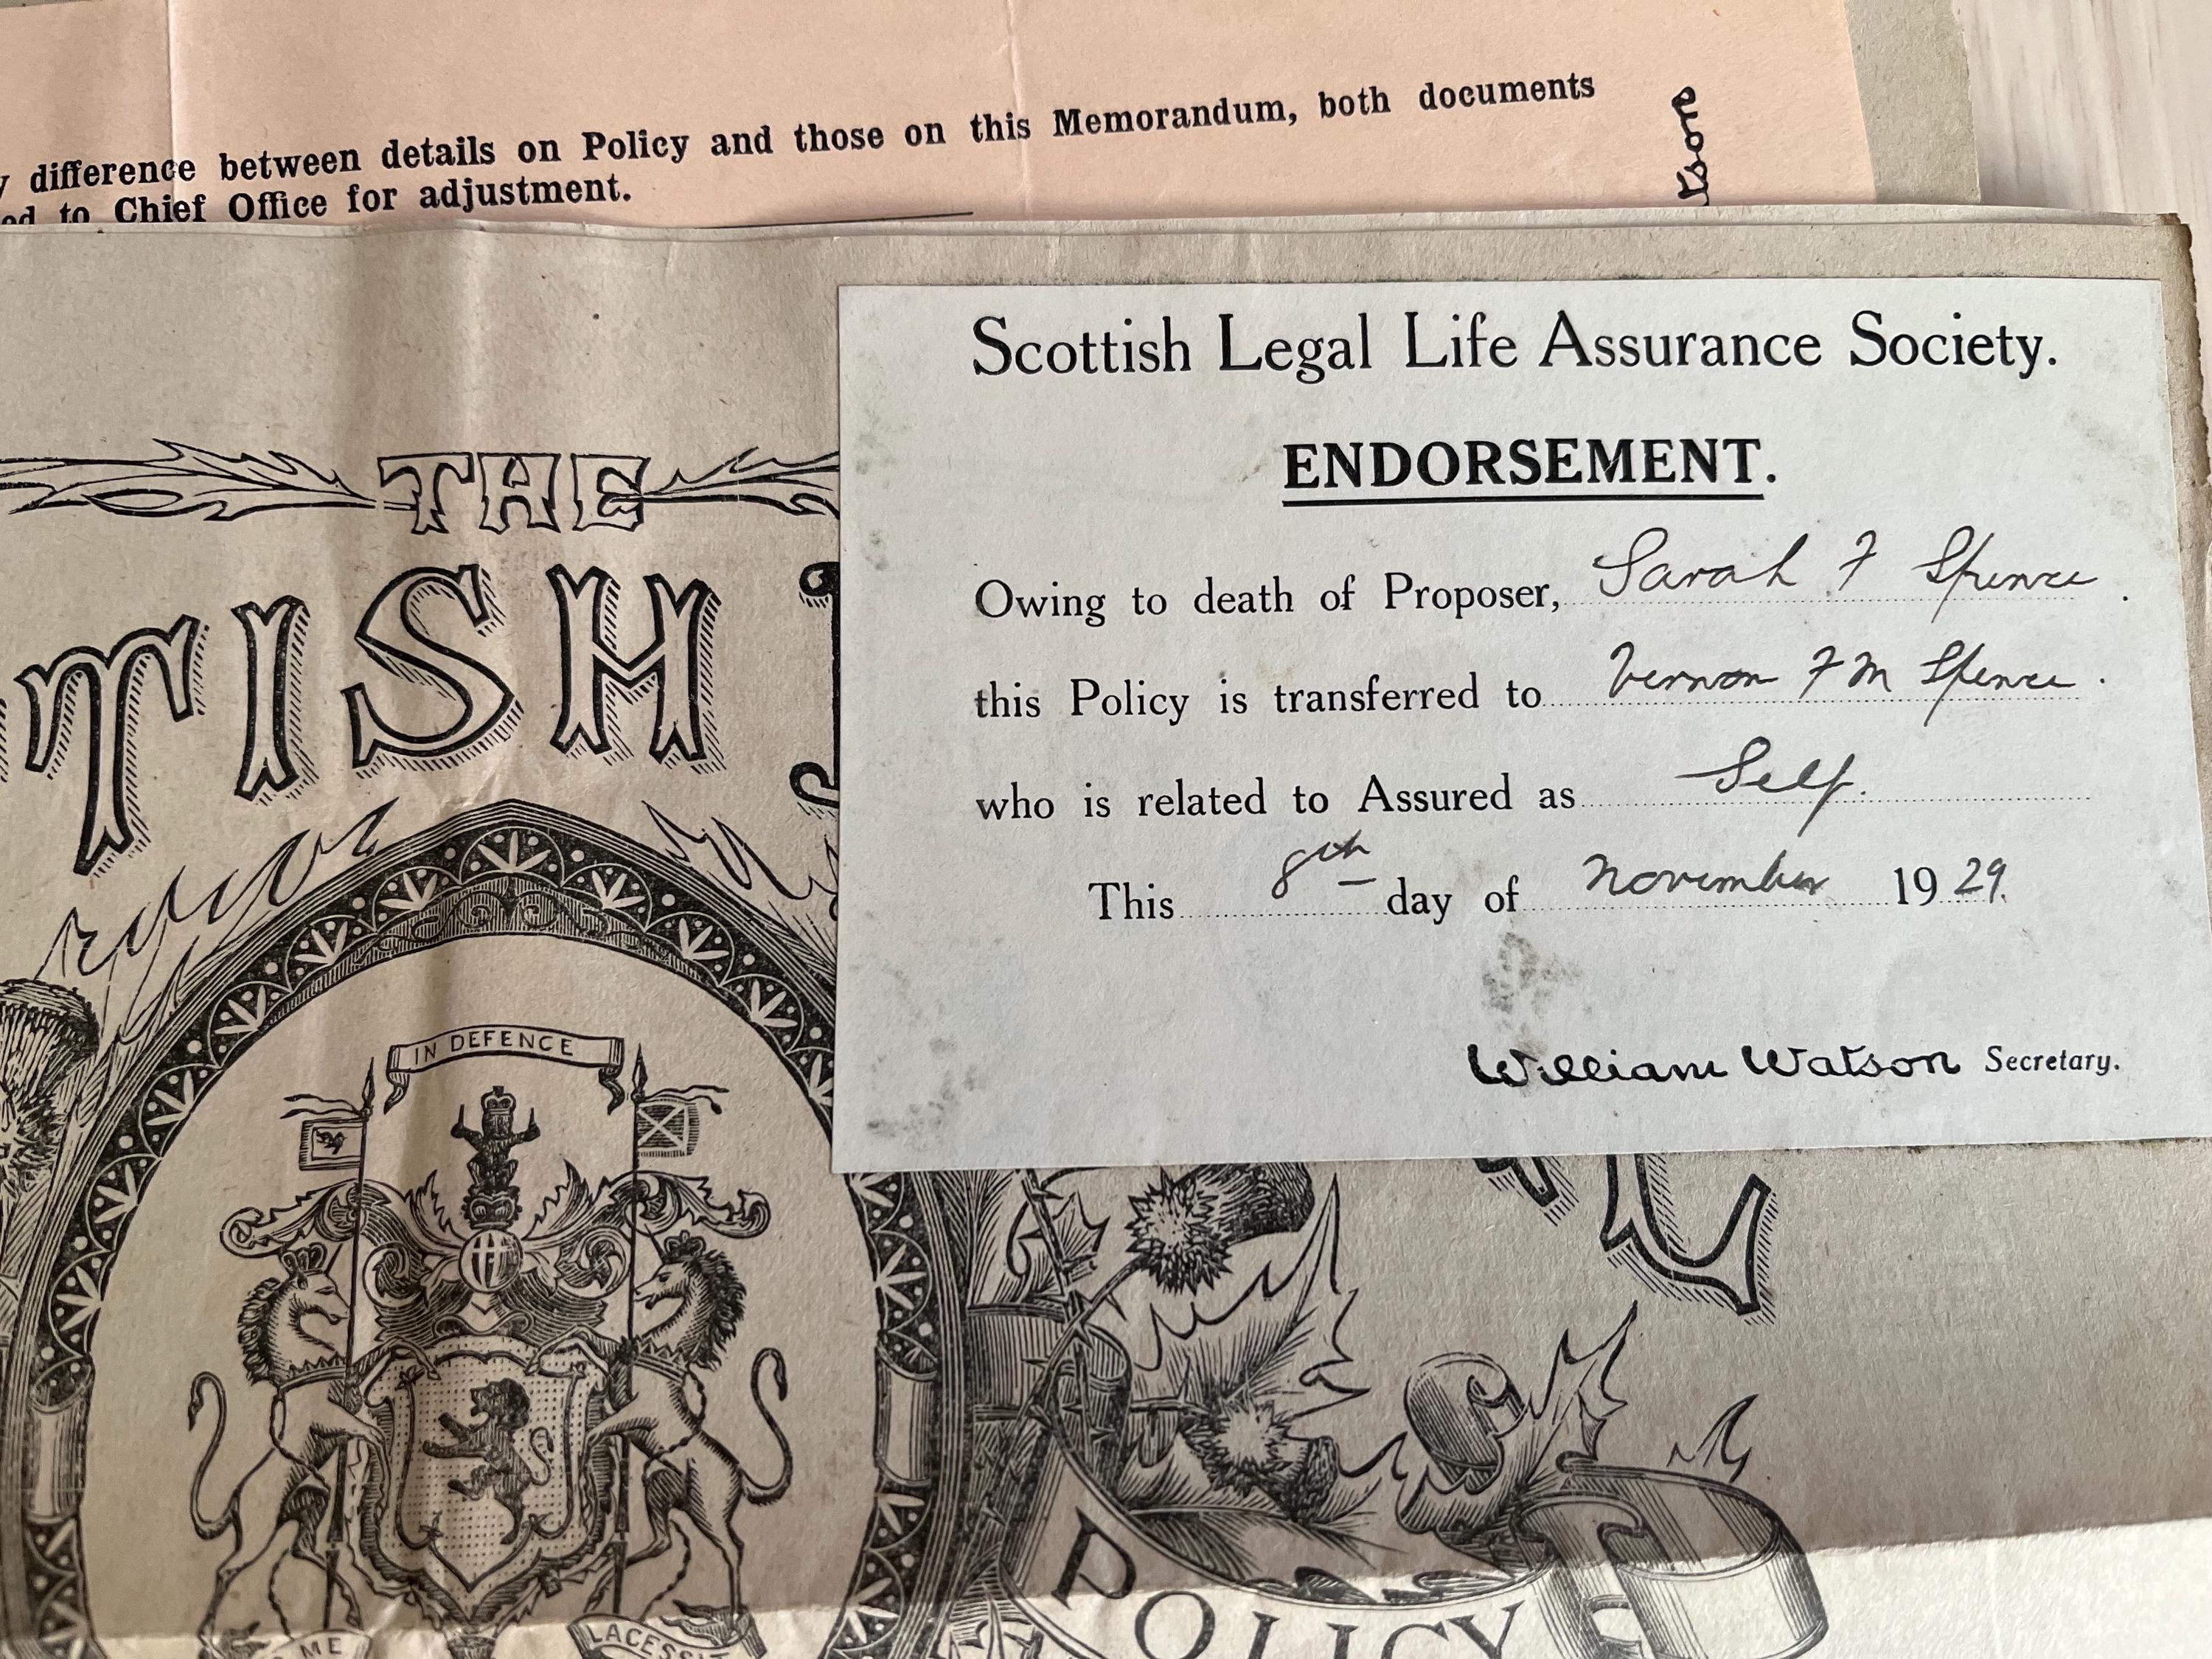 difference between details on Policy and those on this Memorandum, both documents
to Chief Office for adjustment.
Scottish Legal Life Assurance Society.
ENDORSEMENT.
Owing to death of Proposer, Sarah F Spence.
this Policy is transferred to Vernon F M Spence.
who is related to Assured as Self.
This 8th day of November 1929.
William Watson Secretary.
THE
TISH
IN DEFENCE
ME
LACESSI
POLICY